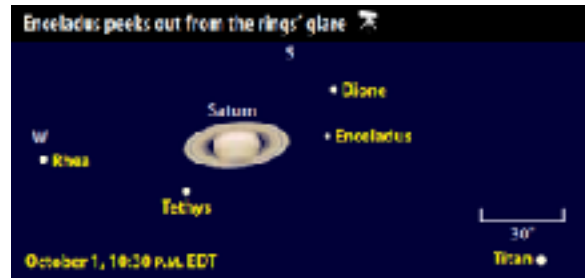 Enceladus peeks out from the rings' glare
S
Dione
Saturn
W
Enceladus
Rhea
Tethys
30"
October 1, 10:30 P.M. EDT
Titan